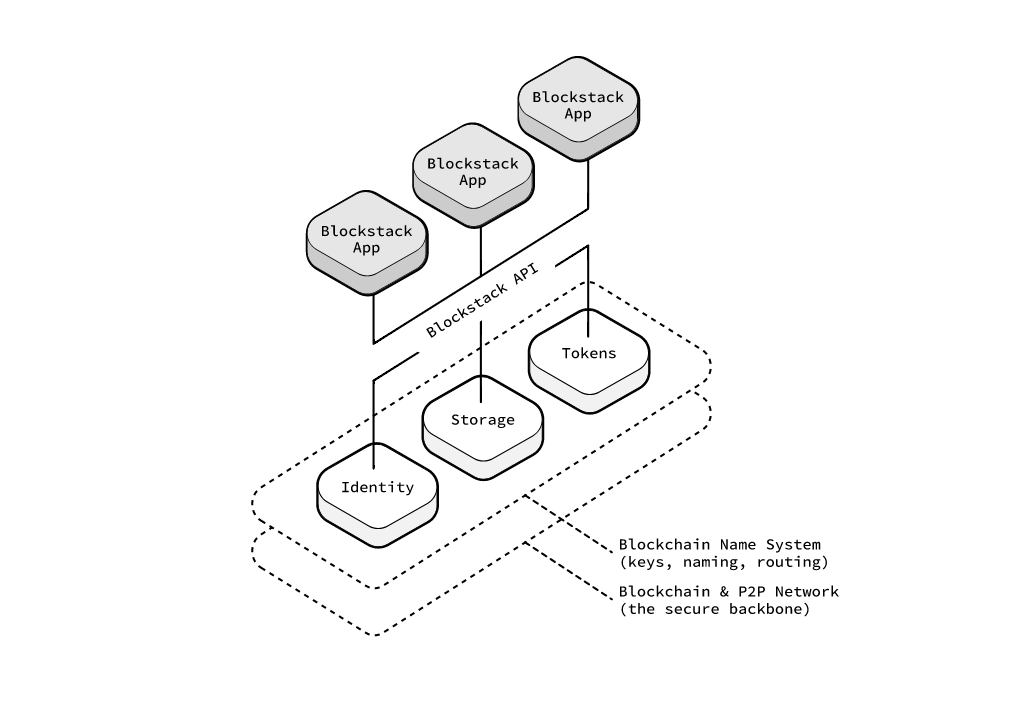 Blockstack
App
Blockstack
App
Blockstack
App
Blockstack API
Tokens
Storage
Identity
Blockchain Name System
(keys, naming, routing)
Blockchain & P2P Network
(the secure backbone)